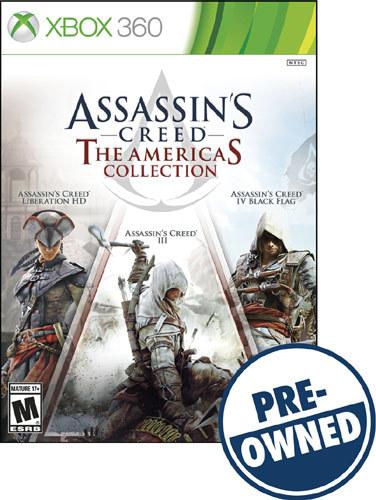 XBOX 360
NTSC
ASSASSIN'S
CREED
THE AMERICAS
COLLECTION
ASSASSIN'S CREED
LIBERATION HD
ASSASSIN'S CREED
III
ASSASSIN'S CREED
IV BLACK FLAG
MATURE 17+
M
ESRB
PRE-
OWNED